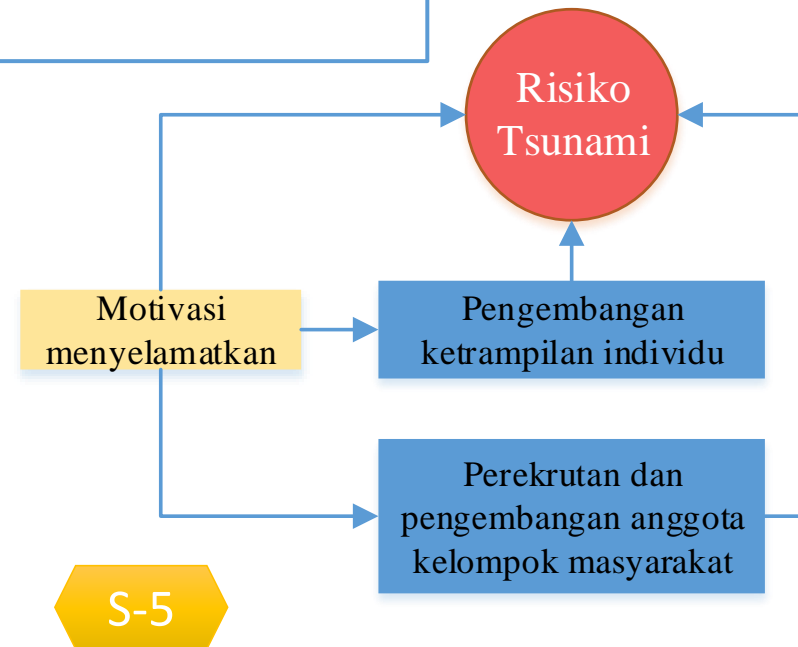 Risiko
Tsunami
Motivasi
menyelamatkan
Pengembangan
ketrampilan individu
Perekrutan dan
pengembangan anggota
kelompok masyarakat
S-5